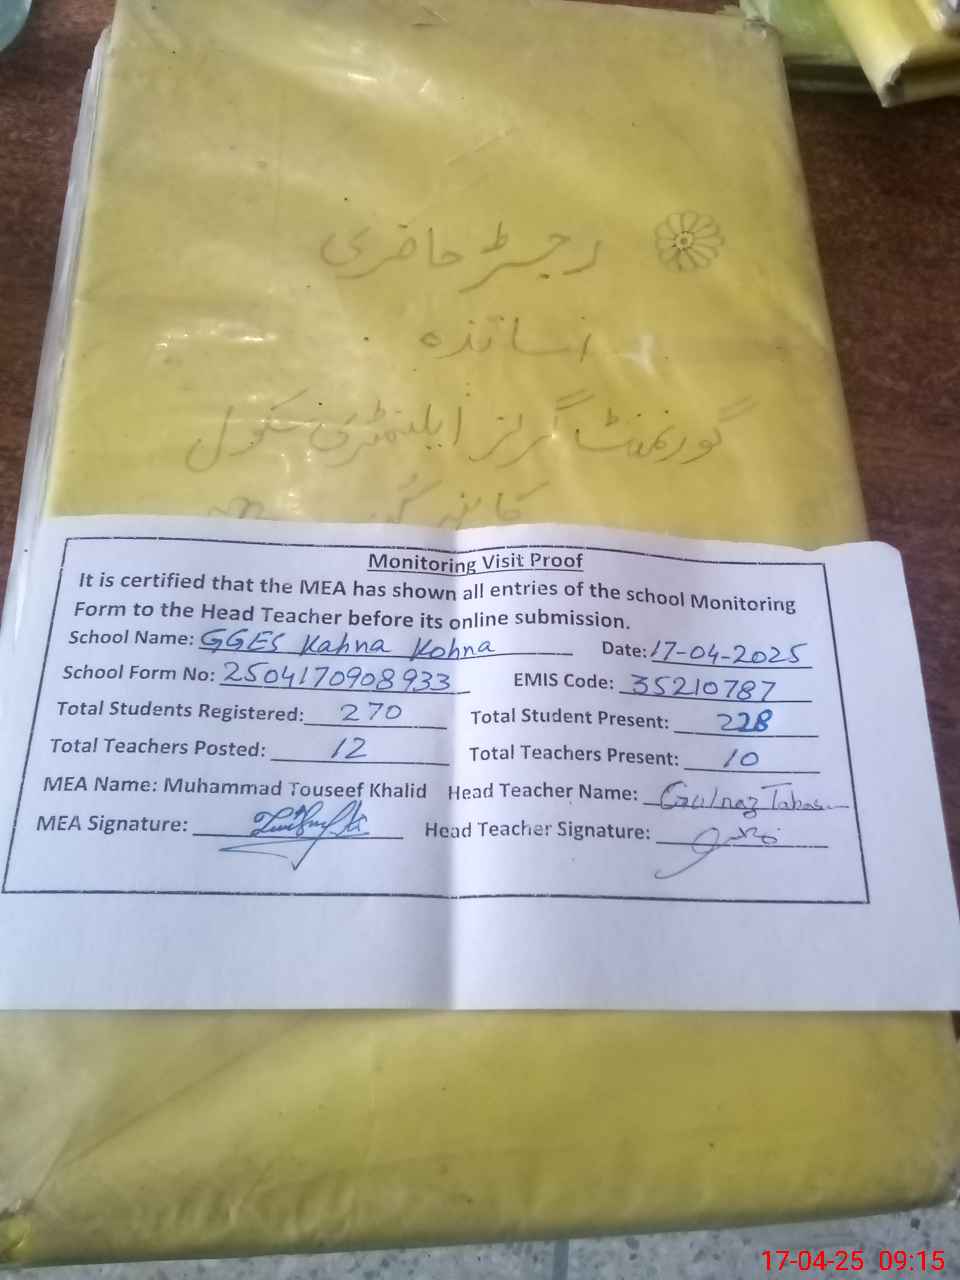 رجسٹر حاضری
اساتذہ
گورنمنٹ گرلز ایلیمنٹری سکول
Monitoring Visit Proof
It is certified that the MEA has shown all entries of the school Monitoring
Form to the Head Teacher before its online submission.
School Name: GGES Kahna Kohna Date: 17-04-2025
School Form No: 2504170908933 EMIS Code: 35210787
Total Students Registered: 270 Total Student Present: 228
Total Teachers Posted: 12 Total Teachers Present: 10
MEA Name: Muhammad Touseef Khalid Head Teacher Name: Gulnaz
MEA Signature: Head Teacher Signature:
17-04-25 09:15